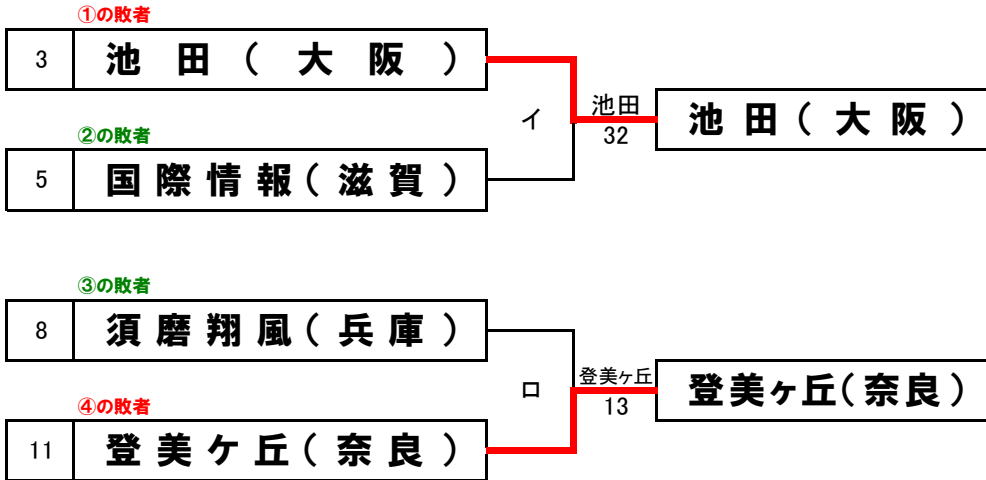 ①の敗者
3 池田(大阪)
イ
池田
32
池田(大阪)
②の敗者
5 国際情報(滋賀)
③の敗者
8 須磨翔風(兵庫)
ロ
登美ヶ丘
13
登美ヶ丘(奈良)
④の敗者
11 登美ケ丘(奈良)